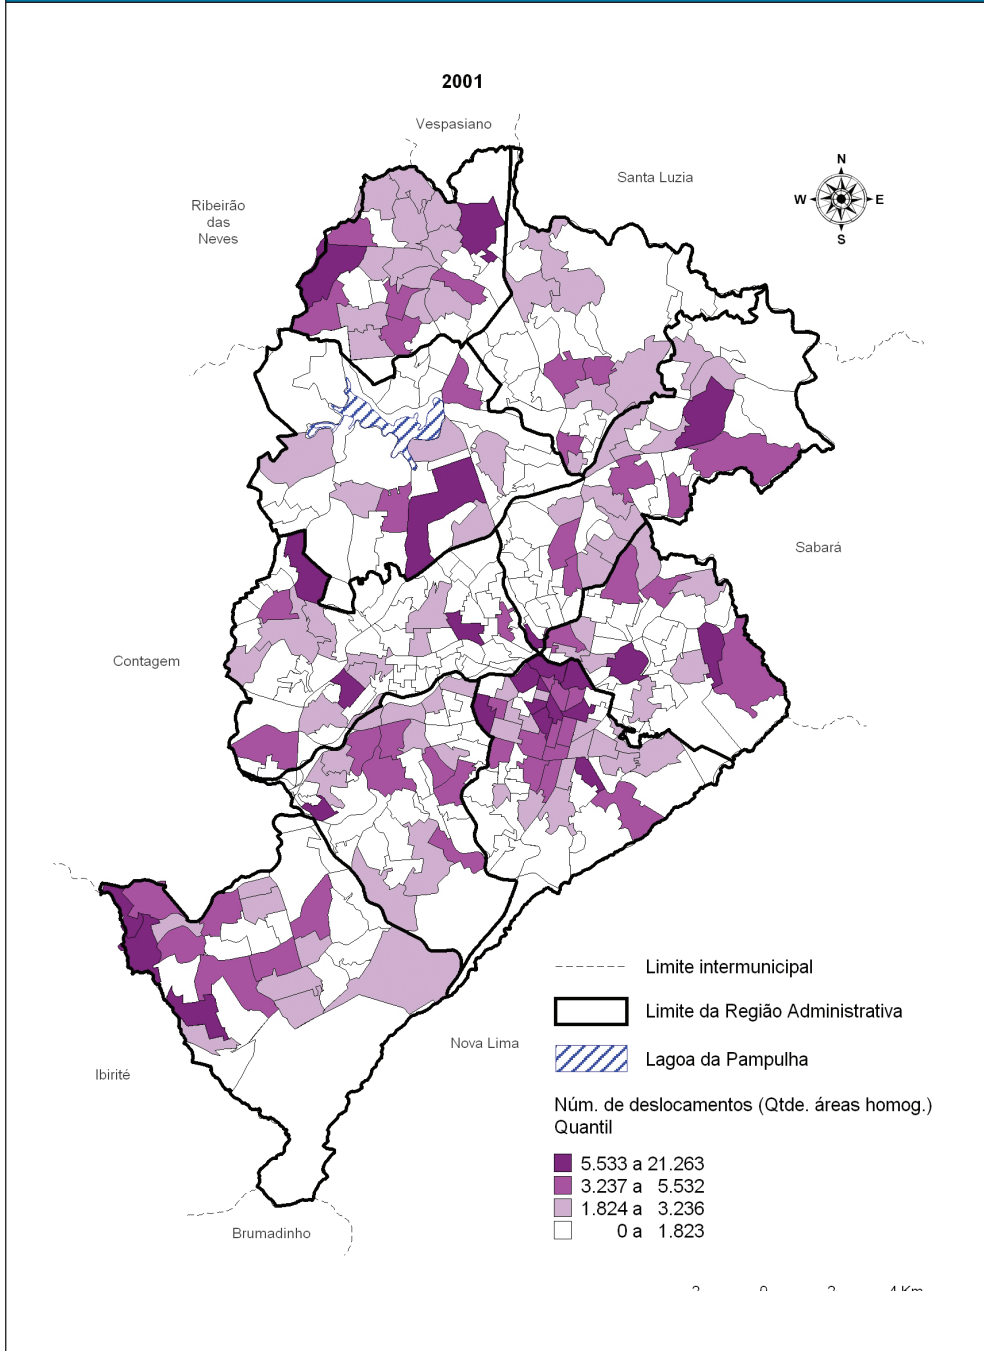 2001
Vespasiano
Santa Luzia
Ribeirão
das
Neves
N
W
E
S
Sabará
Contagem
Limite intermunicipal
Limite da Região Administrativa
Nova Lima
Lagoa da Pampulha
Ibirité
Núm. de deslocamentos (Qtde. áreas homog.)
Quantil
5.533 a 21.263
3.237 a 5.532
1.824 a 3.236
0 a 1.823
Brumadinho